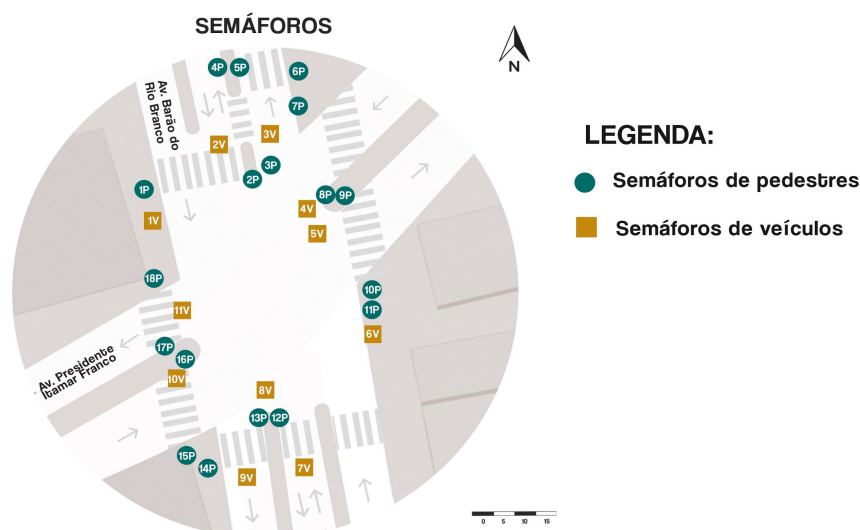 SEMÁFOROS
N
LEGENDA:
Semáforos de pedestres
Semáforos de veículos
Av. Barão do
Rio Branco
4P
5P
6P
7P
3V
2V
3P
2P
1P
1V
8P
9P
4V
5V
18P
10P
11P
11V
6V
17P
16P
10V
Av. Presidente
Itamar Franco
8V
13P
12P
15P
14P
9V
7V
0 5 10 15